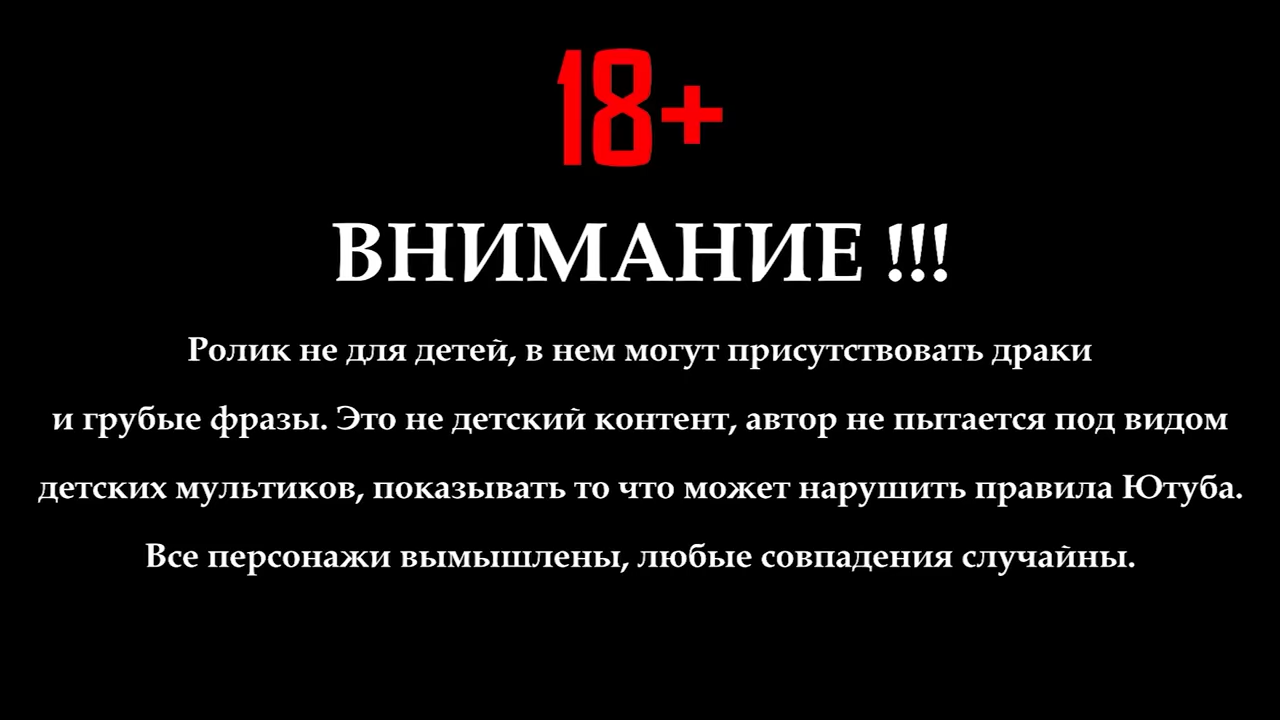 18+
ВНИМАНИЕ !!!
Ролик не для детей, в нем могут присутствовать драки
и грубые фразы. Это не детский контент, автор не пытается под видом
детских мультиков, показывать то что может нарушить правила Ютуба.
Все персонажи вымышлены, любые совпадения случайны.